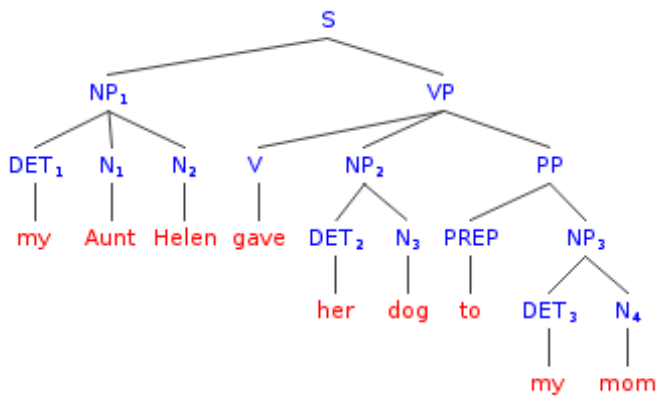 S
NP₁ VP
DET₁ N₁ N₂ V NP₂ PP
my Aunt Helen gave DET₂ N₃ PREP NP₃
her dog to DET₃ N₄
my mom